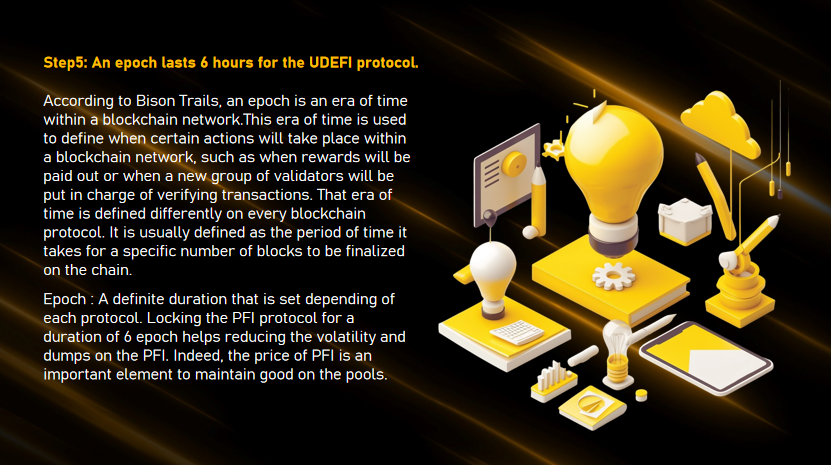 Step5: An epoch lasts 6 hours for the UDEFI protocol.
According to Bison Trails, an epoch is an era of time
within a blockchain network.This era of time is used
to define when certain actions will take place within
a blockchain network, such as when rewards will be
paid out or when a new group of validators will be
put in charge of verifying transactions. That era of
time is defined differently on every blockchain
protocol. It is usually defined as the period of time it
takes for a specific number of blocks to be finalized
on the chain.
Epoch : A definite duration that is set depending of
each protocol. Locking the PFI protocol for a
duration of 6 epoch helps reducing the volatility and
dumps on the PFI. Indeed, the price of PFI is an
important element to maintain good on the pools.